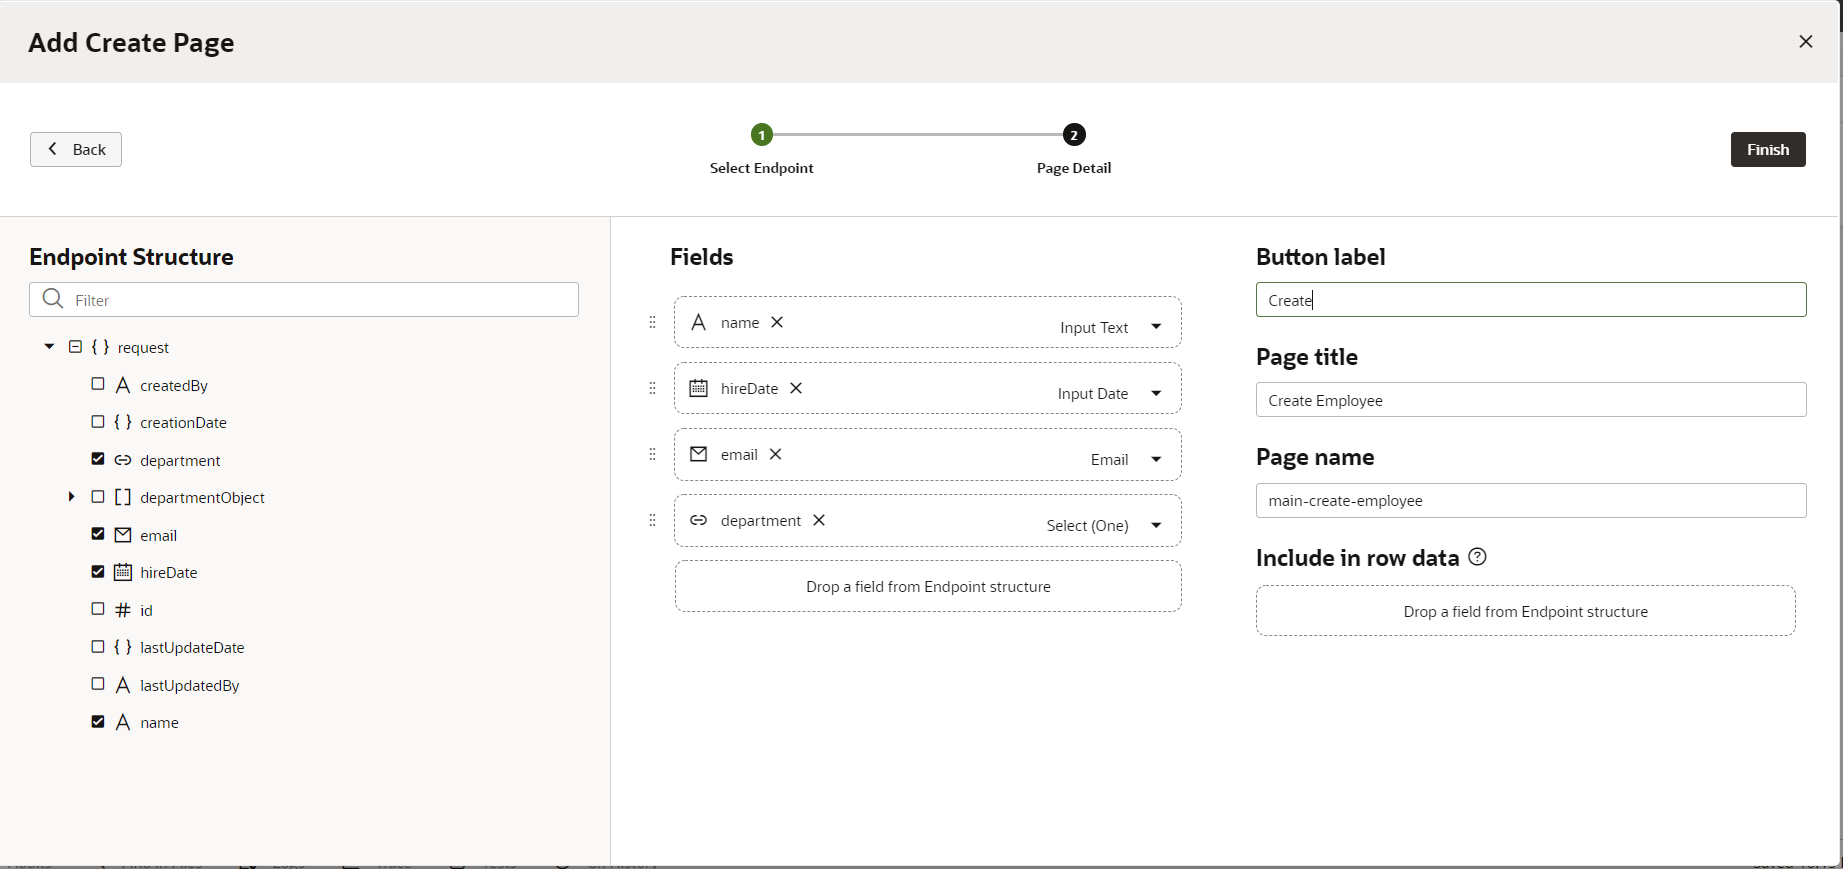 Add Create Page
Back
1
2
Select Endpoint
Page Detail
Finish
Endpoint Structure
Filter
request
createdBy
creationDate
department
departmentObject
email
hireDate
id
lastUpdateDate
lastUpdatedBy
name
Fields
name Input Text
hireDate Input Date
email Email
department Select (One)
Drop a field from Endpoint structure
Button label
Create
Page title
Create Employee
Page name
main-create-employee
Include in row data
Drop a field from Endpoint structure